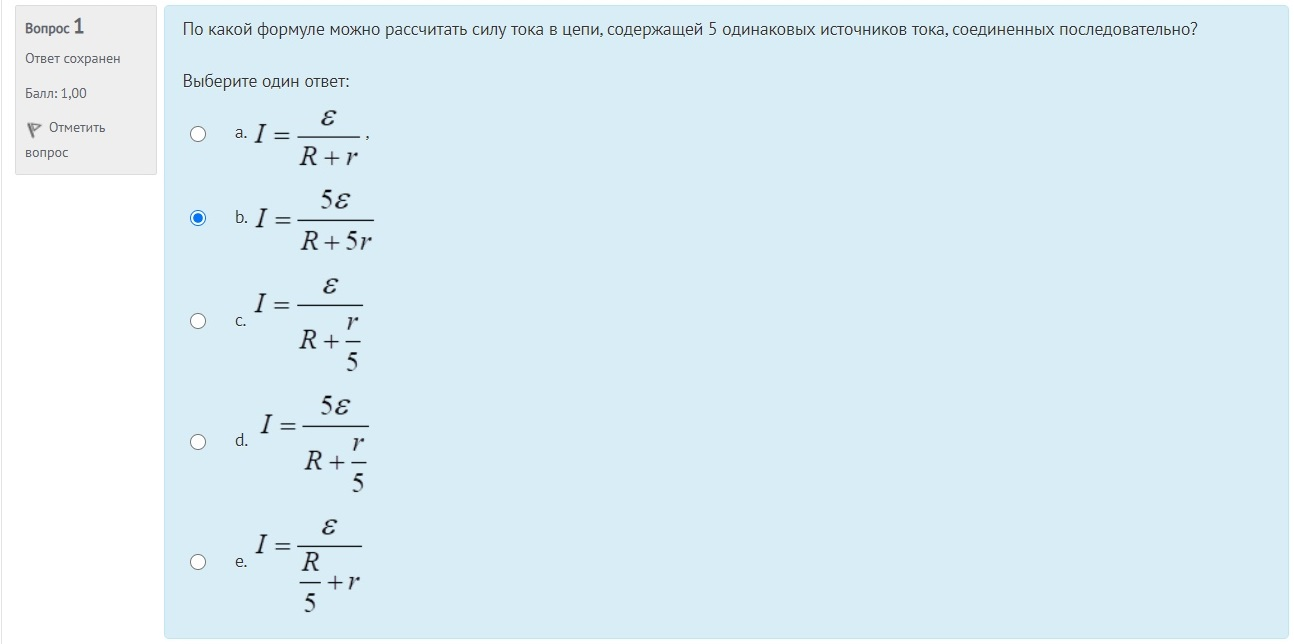 Вопрос 1
Ответ сохранен
Балл: 1,00
Отметить
вопрос
По какой формуле можно рассчитать силу тока в цепи, содержащей 5 одинаковых источников тока, соединенных последовательно?
Выберите один ответ:
a. I = ε / (R + r) ,
b. I = 5ε / (R + 5r)
c. I = ε / (R + r/5)
d. I = 5ε / (R + r/5)
e. I = ε / (R/5 + r)